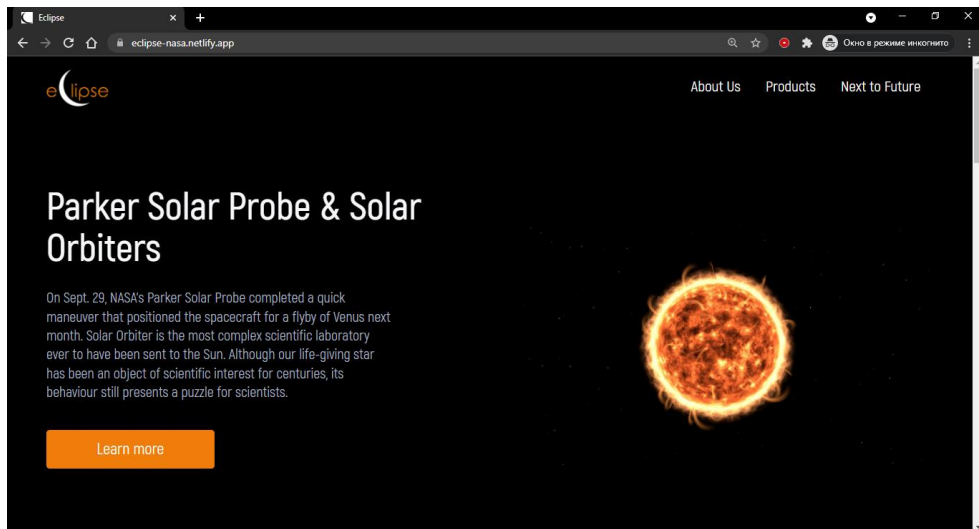 Eclipse
eclipse-nasa.netlify.app
Окно в режиме инкогнито
eclipse
About Us Products Next to Future
Parker Solar Probe & Solar
Orbiters
On Sept. 29, NASA's Parker Solar Probe completed a quick
maneuver that positioned the spacecraft for a flyby of Venus next
month. Solar Orbiter is the most complex scientific laboratory
ever to have been sent to the Sun. Although our life-giving star
has been an object of scientific interest for centuries, its
behaviour still presents a puzzle for scientists.
Learn more